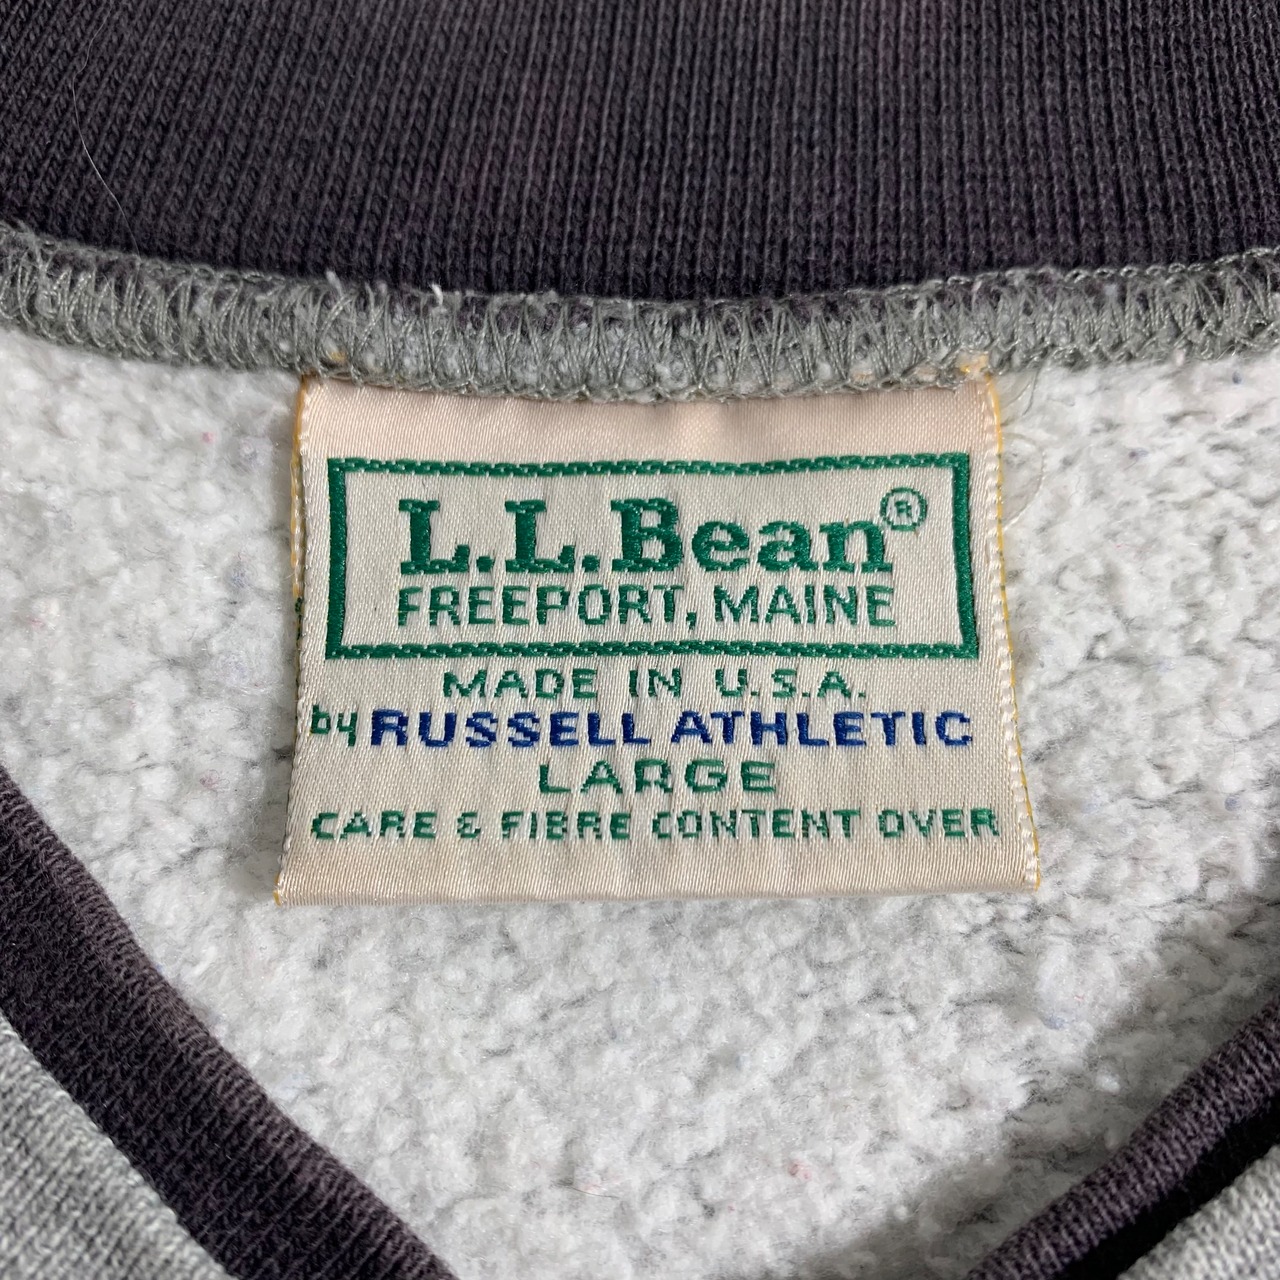 L.L.Bean®
FREEPORT, MAINE
MADE IN U.S.A.
by RUSSELL ATHLETIC
LARGE
CARE & FIBRE CONTENT OVER